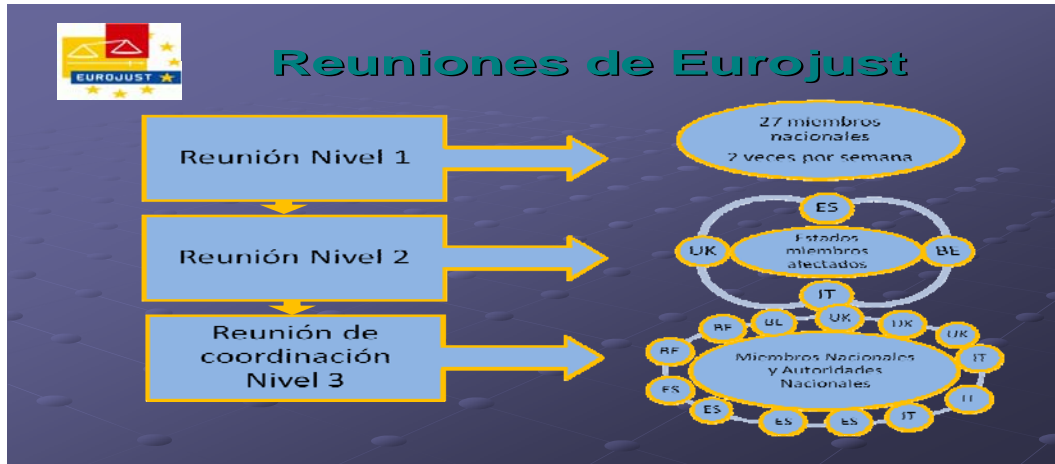 EUROJUST
Reuniones de Eurojust
Reunión Nivel 1
27 miembros
nacionales
2 veces por semana
Reunión Nivel 2
ES
UK
Estados
miembros
afectados
BE
IT
Reunión de
coordinación
Nivel 3
BE
BE
BE
UK
UK
UK
IT
IT
IT
ES
ES
ES
ES
Miembros Nacionales
y Autoridades
Nacionales